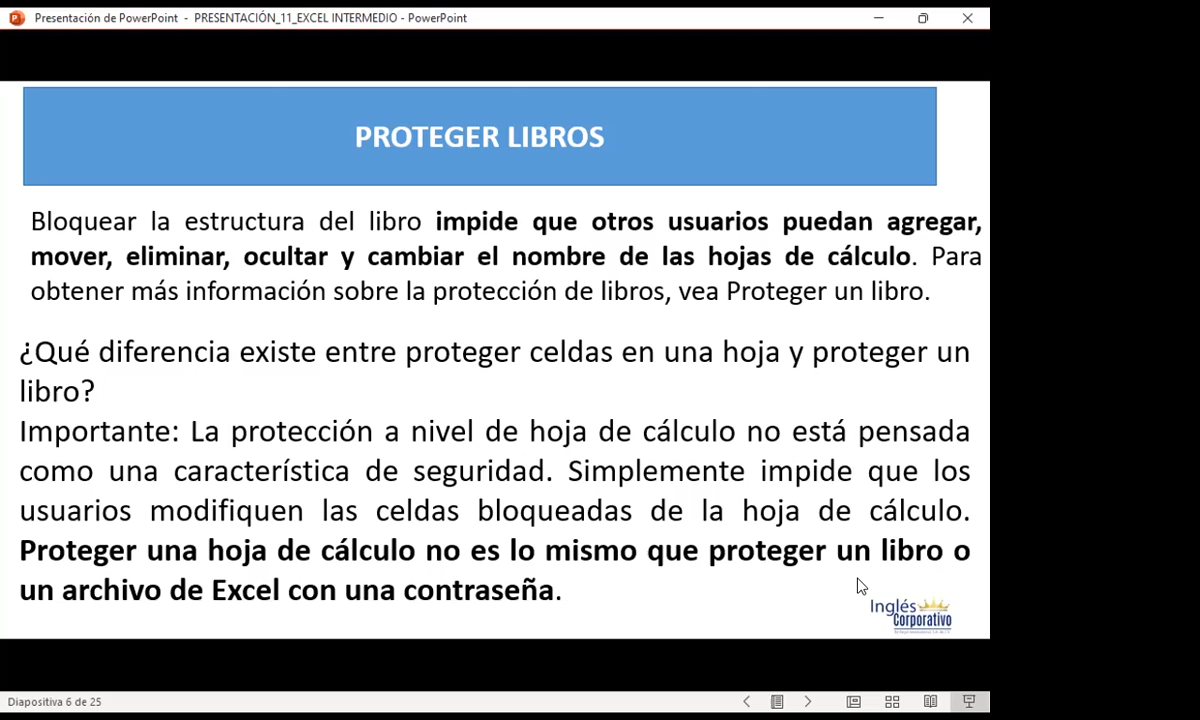 Presentación de PowerPoint - PRESENTACIÓN_11_EXCEL INTERMEDIO - PowerPoint
PROTEGER LIBROS
Bloquear la estructura del libro impide que otros usuarios puedan agregar,
mover, eliminar, ocultar y cambiar el nombre de las hojas de cálculo. Para
obtener más información sobre la protección de libros, vea Proteger un libro.
¿Qué diferencia existe entre proteger celdas en una hoja y proteger un
libro?
Importante: La protección a nivel de hoja de cálculo no está pensada
como una característica de seguridad. Simplemente impide que los
usuarios modifiquen las celdas bloqueadas de la hoja de cálculo.
Proteger una hoja de cálculo no es lo mismo que proteger un libro o
un archivo de Excel con una contraseña.
Inglés
Corporativo
Diapositiva 6 de 25